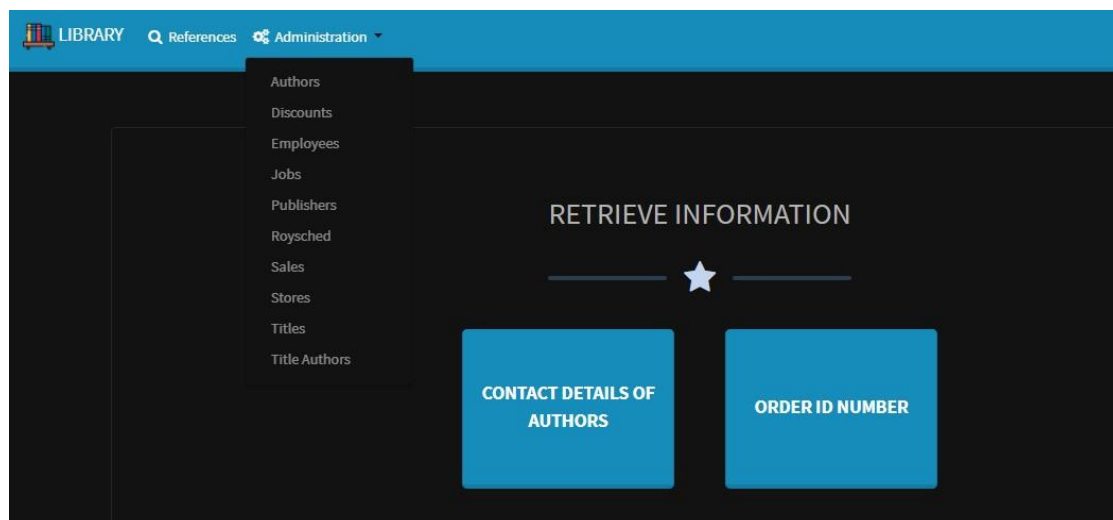 LIBRARY References Administration
Authors
Discounts
Employees
Jobs
Publishers
Roysched
Sales
Stores
Titles
Title Authors
RETRIEVE INFORMATION
CONTACT DETAILS OF
AUTHORS
ORDER ID NUMBER